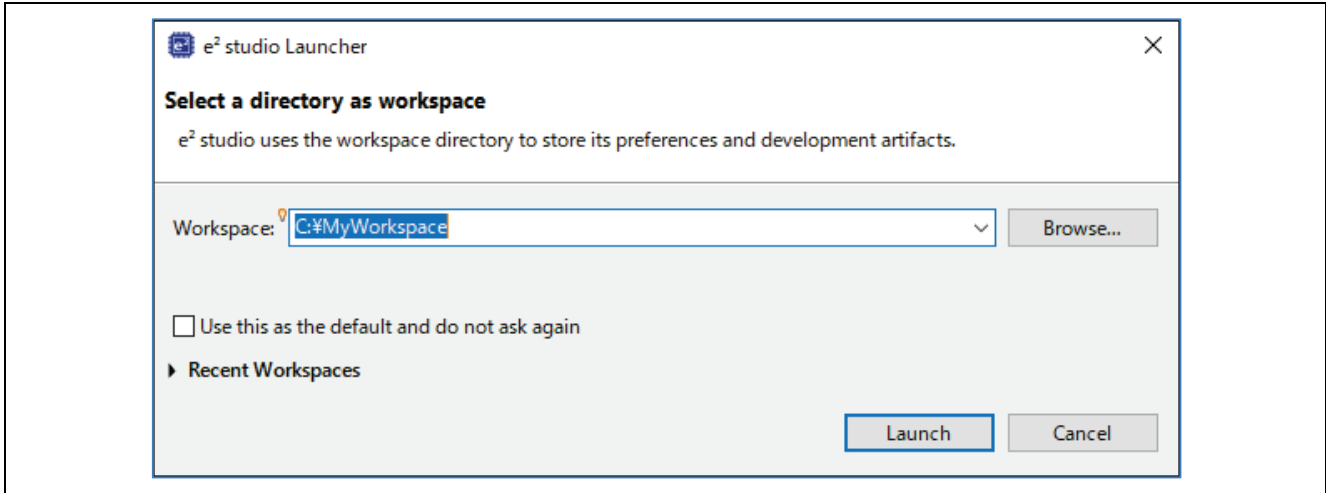 e² studio Launcher
Select a directory as workspace
e² studio uses the workspace directory to store its preferences and development artifacts.
Workspace: C:¥MyWorkspace Browse...
Use this as the default and do not ask again
Recent Workspaces
Launch Cancel